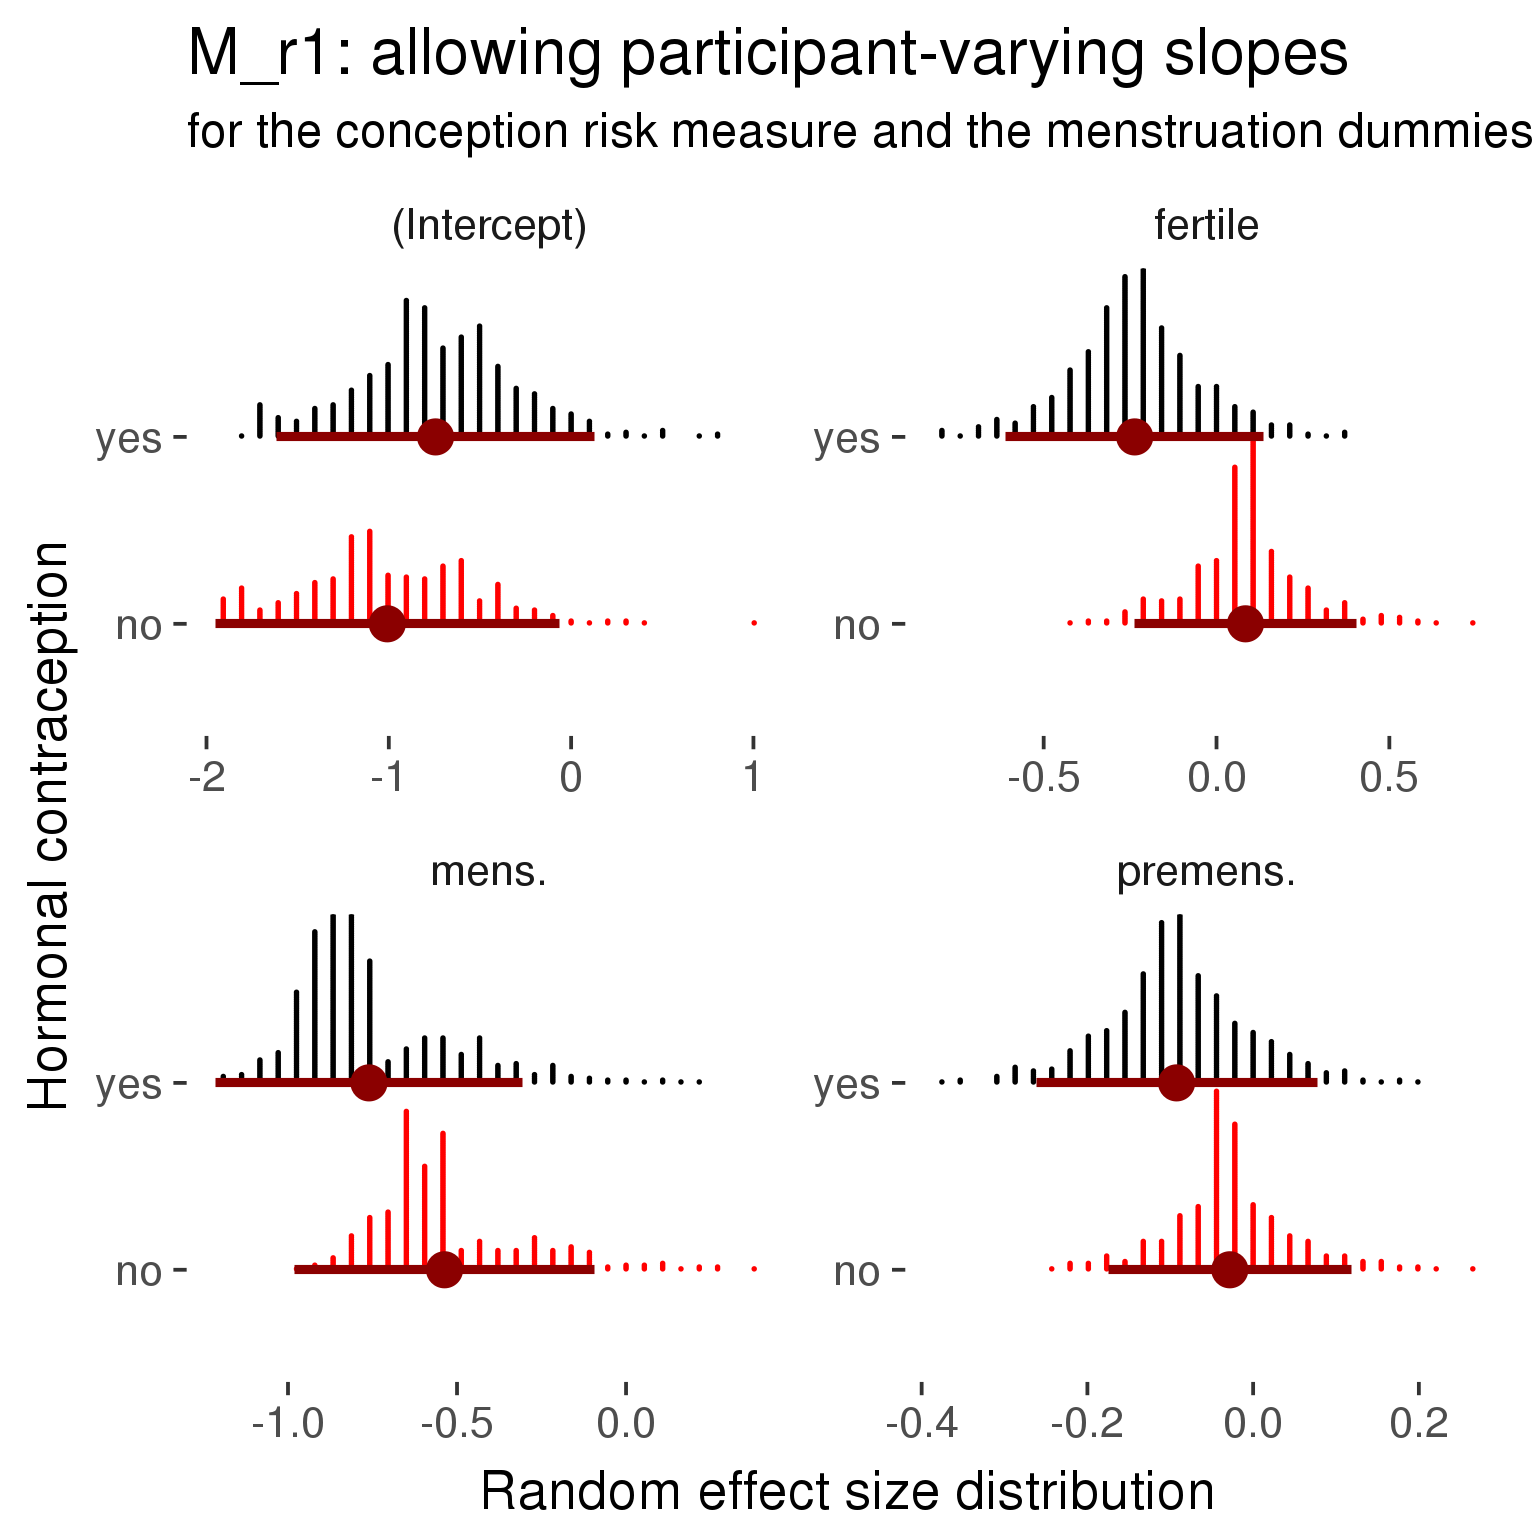 M_r1: allowing participant-varying slopes
for the conception risk measure and the menstruation dummies
(Intercept)
fertile
yes
no
yes
no
-2 -1 0 1
-0.5 0.0 0.5
mens.
premens.
yes
no
yes
no
-1.0 -0.5 0.0
-0.4 -0.2 0.0 0.2
Hormonal contraception
Random effect size distribution